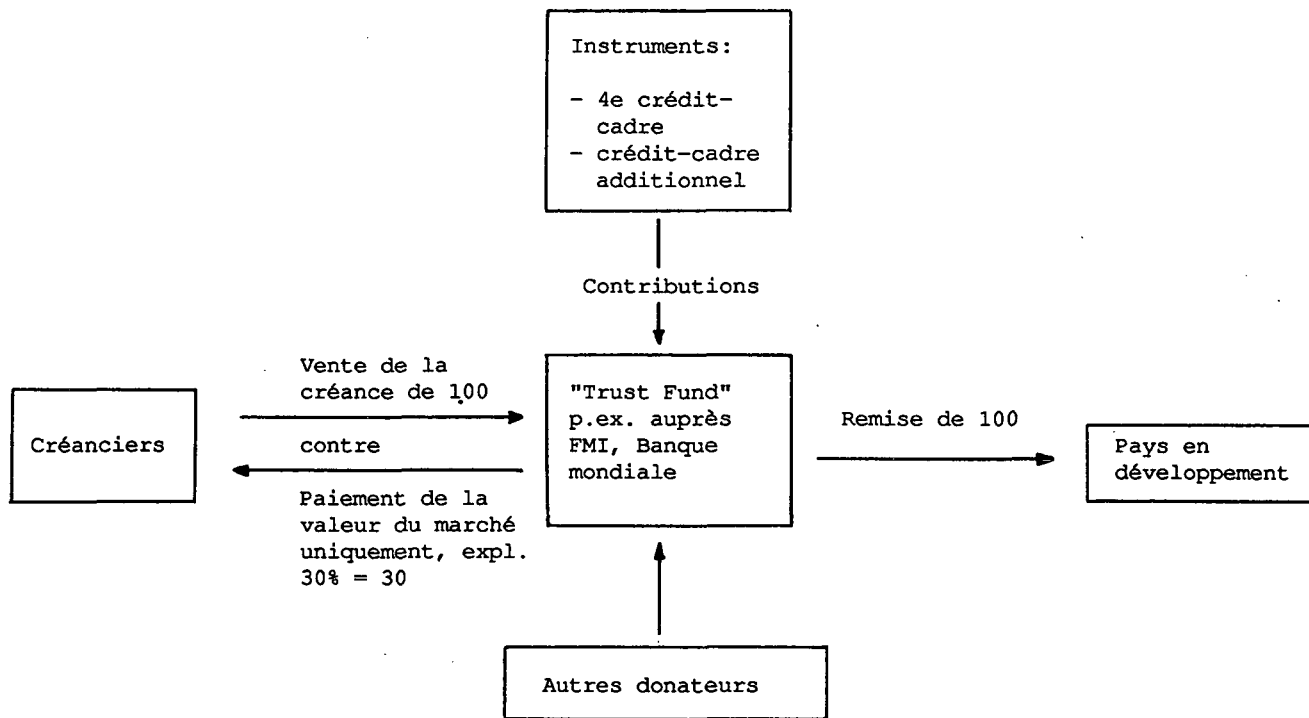 Instruments:
- 4e crédit-
cadre
- crédit-cadre
additionnel
Contributions
Vente de la
créance de 100
contre
Paiement de la
valeur du marché
uniquement, expl.
30% = 30
Créanciers
"Trust Fund"
p.ex. auprès
FMI, Banque
mondiale
Remise de 100
Pays en
développement
Autres donateurs